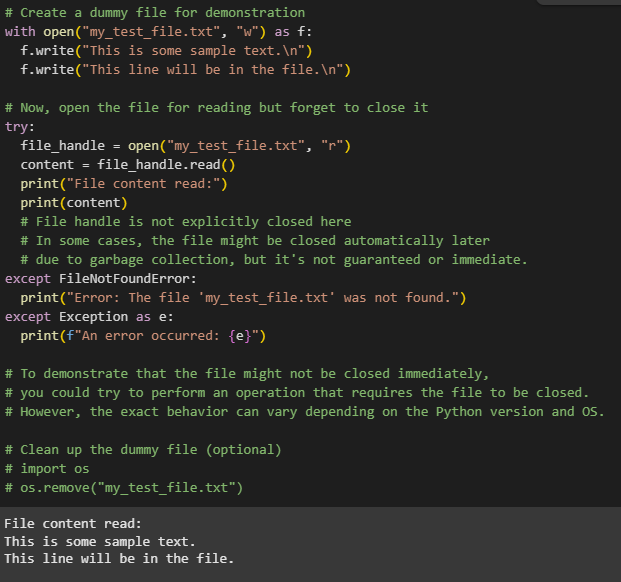 # Create a dummy file for demonstration
with open("my_test_file.txt", "w") as f:
  f.write("This is some sample text.\n")
  f.write("This line will be in the file.\n")

# Now, open the file for reading but forget to close it
try:
  file_handle = open("my_test_file.txt", "r")
  content = file_handle.read()
  print("File content read:")
  print(content)
  # File handle is not explicitly closed here
  # In some cases, the file might be closed automatically later
  # due to garbage collection, but it's not guaranteed or immediate.
except FileNotFoundError:
  print("Error: The file 'my_test_file.txt' was not found.")
except Exception as e:
  print(f"An error occurred: {e}")

# To demonstrate that the file might not be closed immediately,
# you could try to perform an operation that requires the file to be closed.
# However, the exact behavior can vary depending on the Python version and OS.

# Clean up the dummy file (optional)
# import os
# os.remove("my_test_file.txt")

File content read:
This is some sample text.
This line will be in the file.